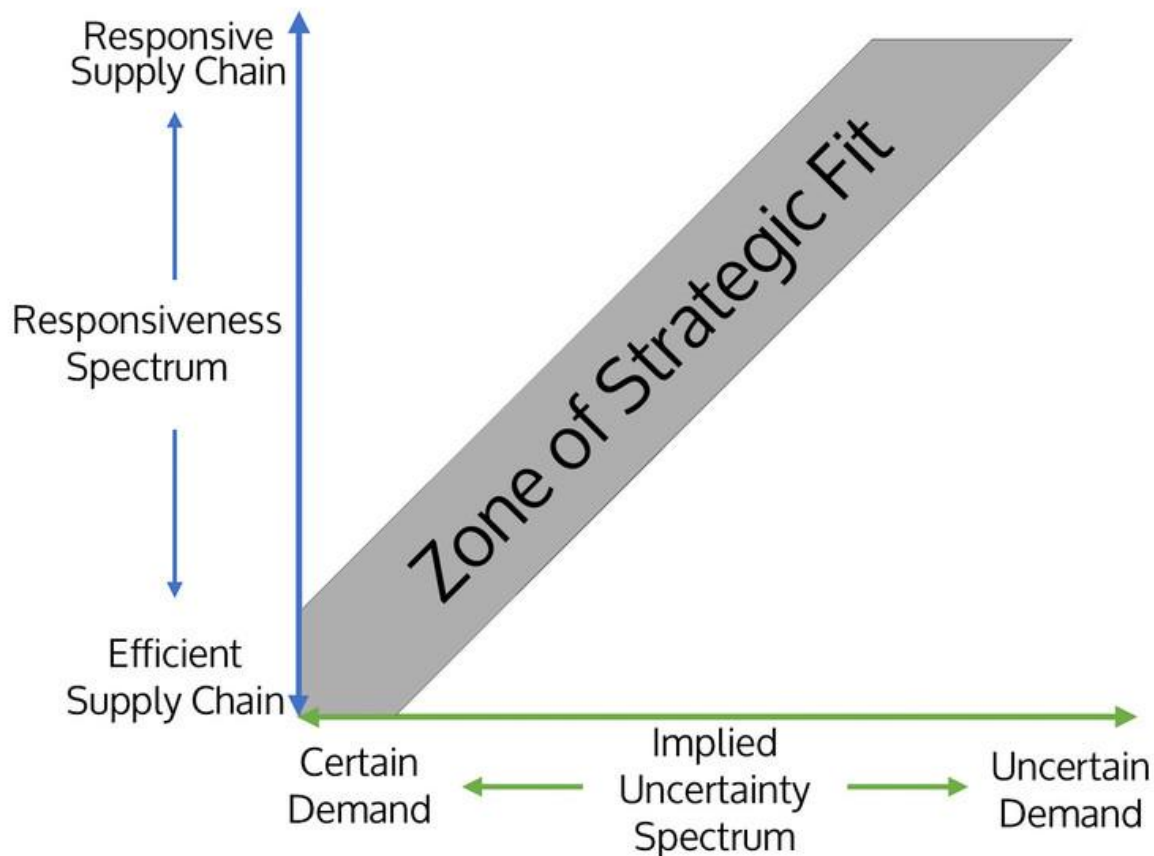 Responsive
Supply Chain
Zone of Strategic Fit
Responsiveness
Spectrum
Efficient
Supply Chain
Certain
Demand
Implied
Uncertainty
Spectrum
Uncertain
Demand